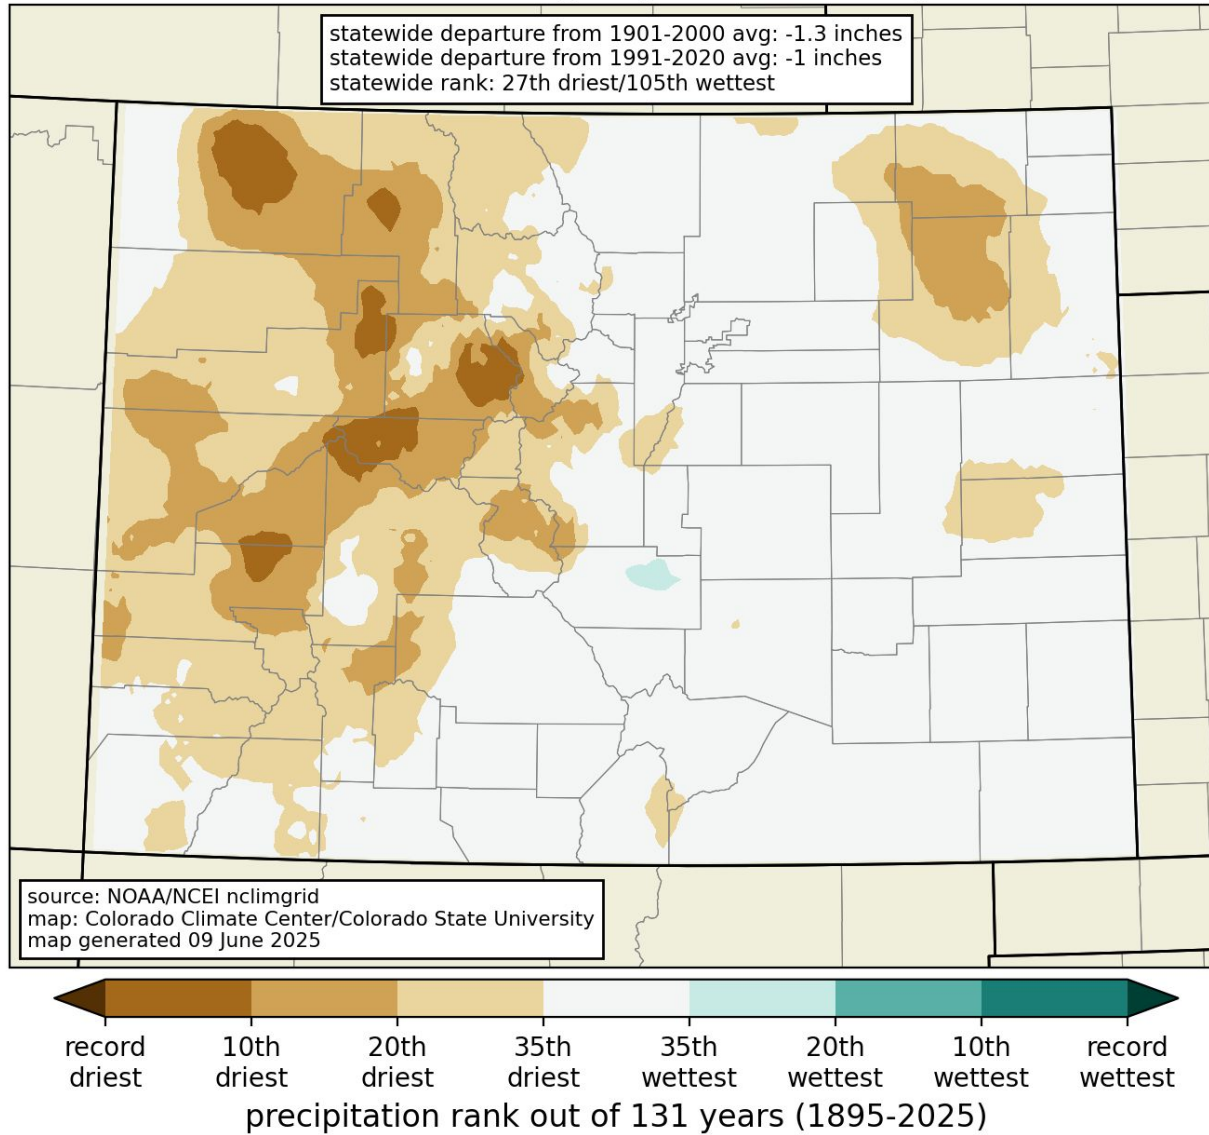 statewide departure from 1901-2000 avg: -1.3 inches
statewide departure from 1991-2020 avg: -1 inches
statewide rank: 27th driest/105th wettest
source: NOAA/NCEI nclimgrid
map: Colorado Climate Center/Colorado State University
map generated 09 June 2025
record driest
10th driest
20th driest
35th driest
35th wettest
20th wettest
10th wettest
record wettest
precipitation rank out of 131 years (1895-2025)